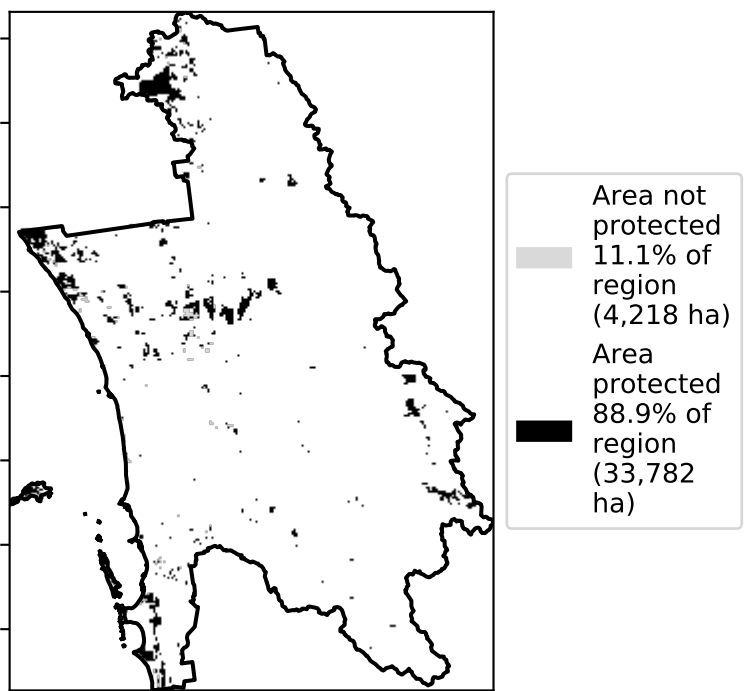 Area not
protected
11.1% of
region
(4,218 ha)
Area
protected
88.9% of
region
(33,782
ha)